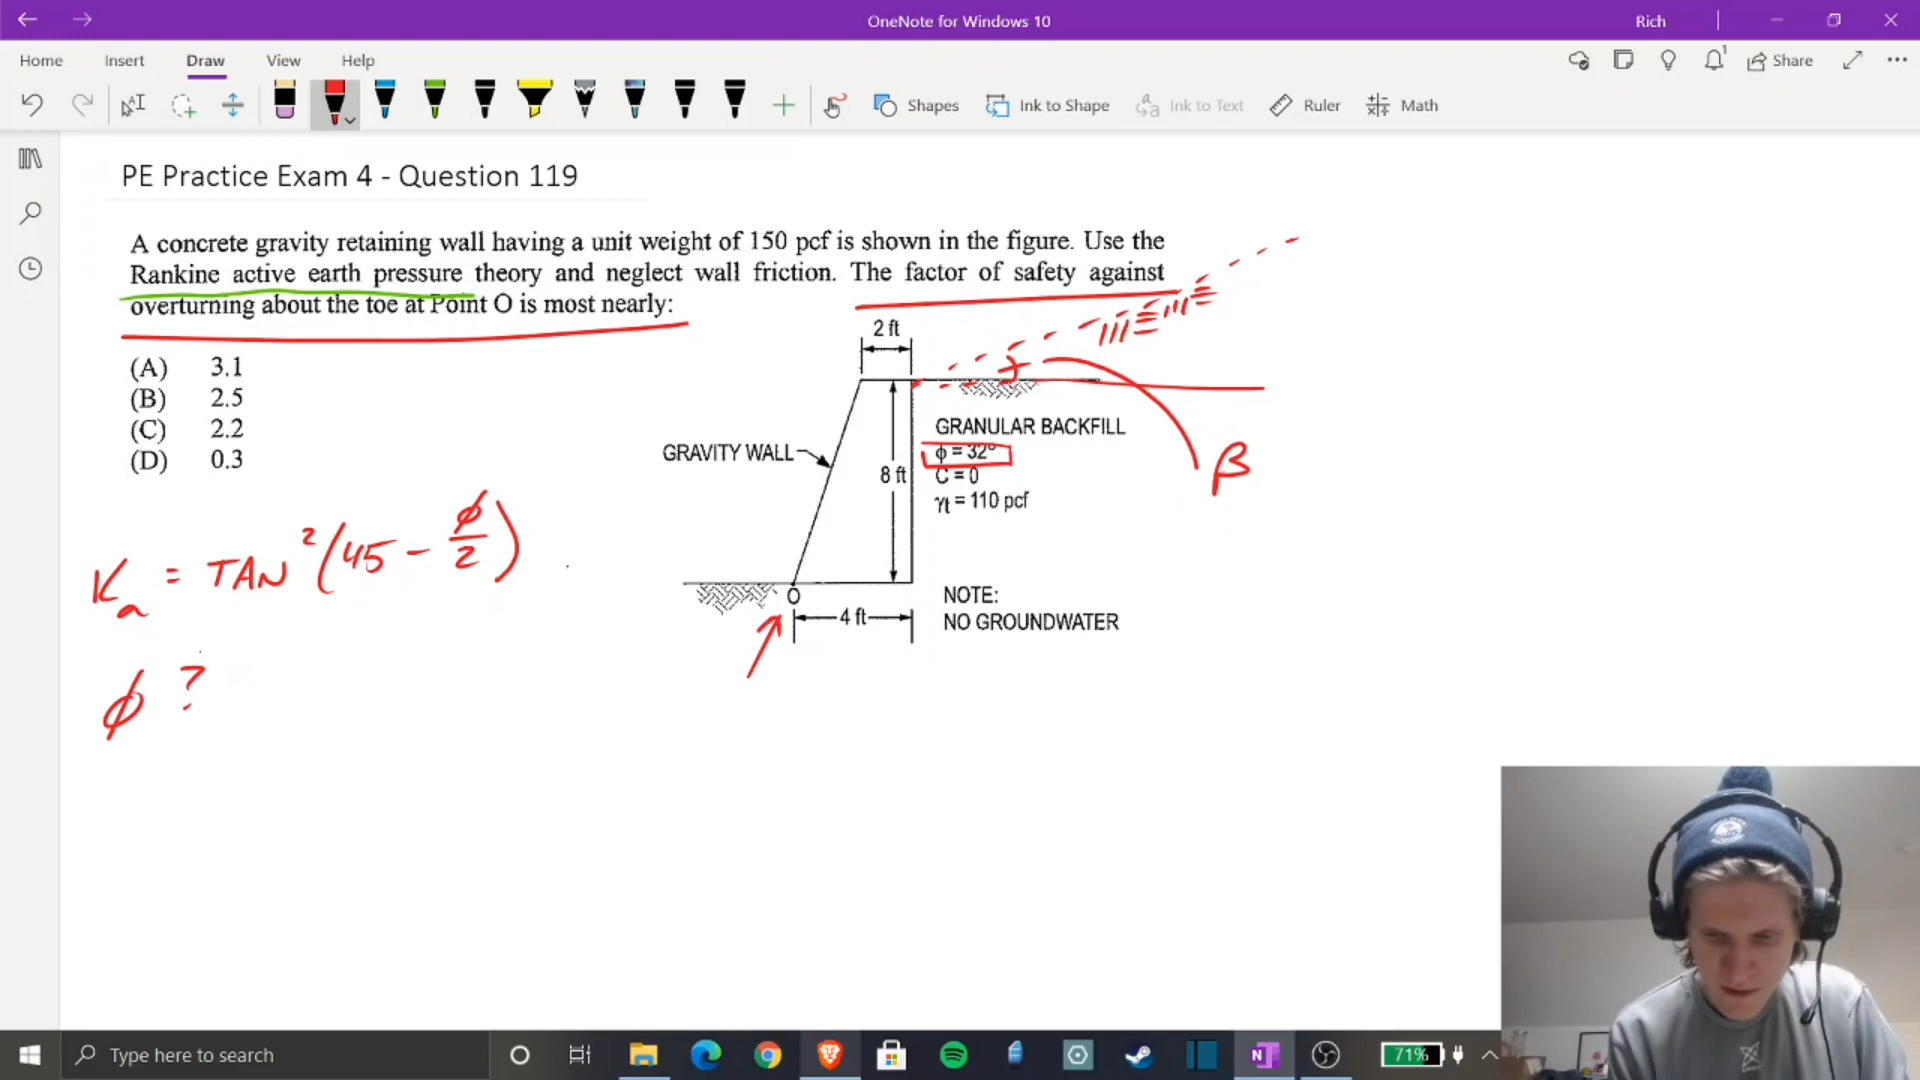 OneNote for Windows 10
Rich
Home Insert Draw View Help
1
Share
Shapes
Ink to Shape
Ink to Text
Ruler
Math
PE Practice Exam 4 - Question 119
A concrete gravity retaining wall having a unit weight of 150 pcf is shown in the figure. Use the
Rankine active earth pressure theory and neglect wall friction. The factor of safety against
overturning about the toe at Point O is most nearly:
(A) 3.1
(B) 2.5
(C) 2.2
(D) 0.3
2 ft
GRAVITY WALL
8 ft
GRANULAR BACKFILL
ϕ = 32°
C = 0
γt = 110 pcf
β
O
4 ft
NOTE:
NO GROUNDWATER
Ka = TAN²(45 - ϕ/2)
ϕ ?
Type here to search
71%